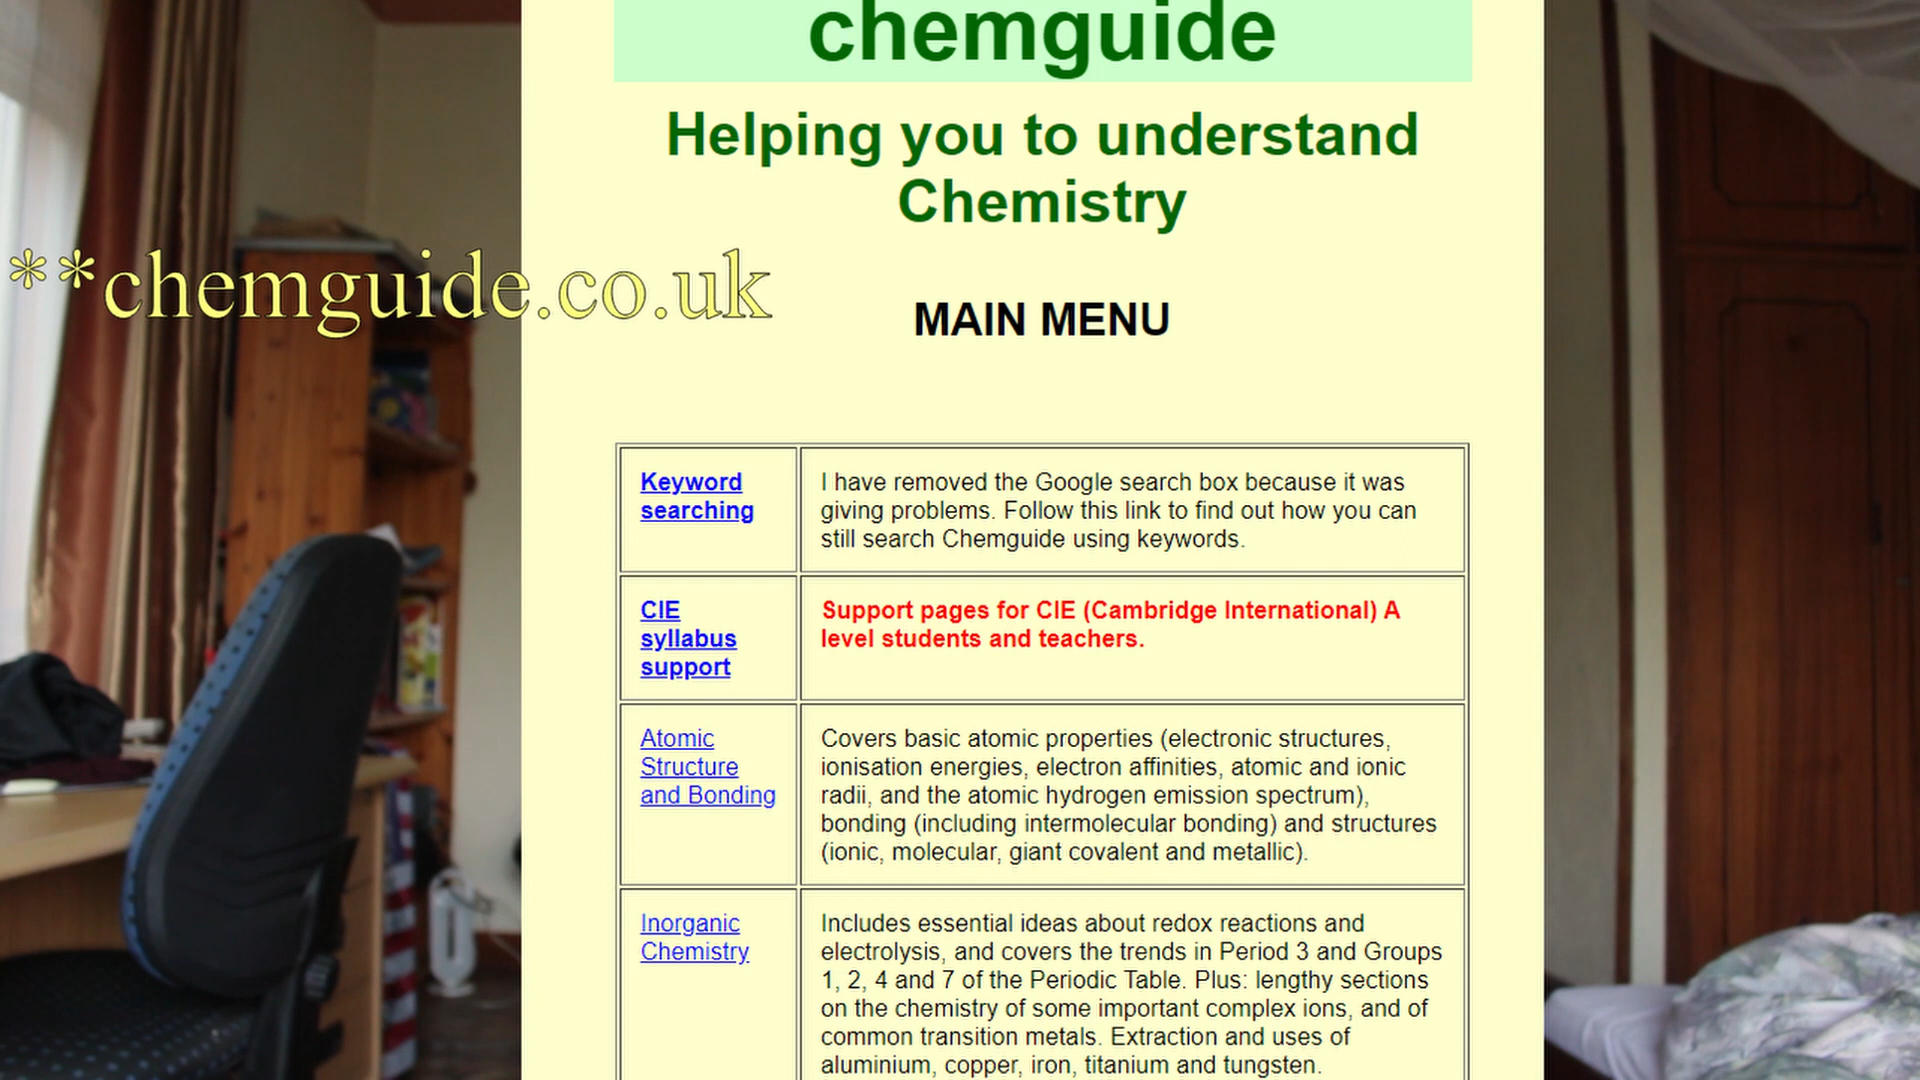 chemguide
Helping you to understand
Chemistry
**chemguide.co.uk
MAIN MENU
Keyword
searching
I have removed the Google search box because it was
giving problems. Follow this link to find out how you can
still search Chemguide using keywords.
CIE
syllabus
support
Support pages for CIE (Cambridge International) A
level students and teachers.
Atomic
Structure
and Bonding
Covers basic atomic properties (electronic structures,
ionisation energies, electron affinities, atomic and ionic
radii, and the atomic hydrogen emission spectrum),
bonding (including intermolecular bonding) and structures
(ionic, molecular, giant covalent and metallic).
Inorganic
Chemistry
Includes essential ideas about redox reactions and
electrolysis, and covers the trends in Period 3 and Groups
1, 2, 4 and 7 of the Periodic Table. Plus: lengthy sections
on the chemistry of some important complex ions, and of
common transition metals. Extraction and uses of
aluminium, copper, iron, titanium and tungsten.